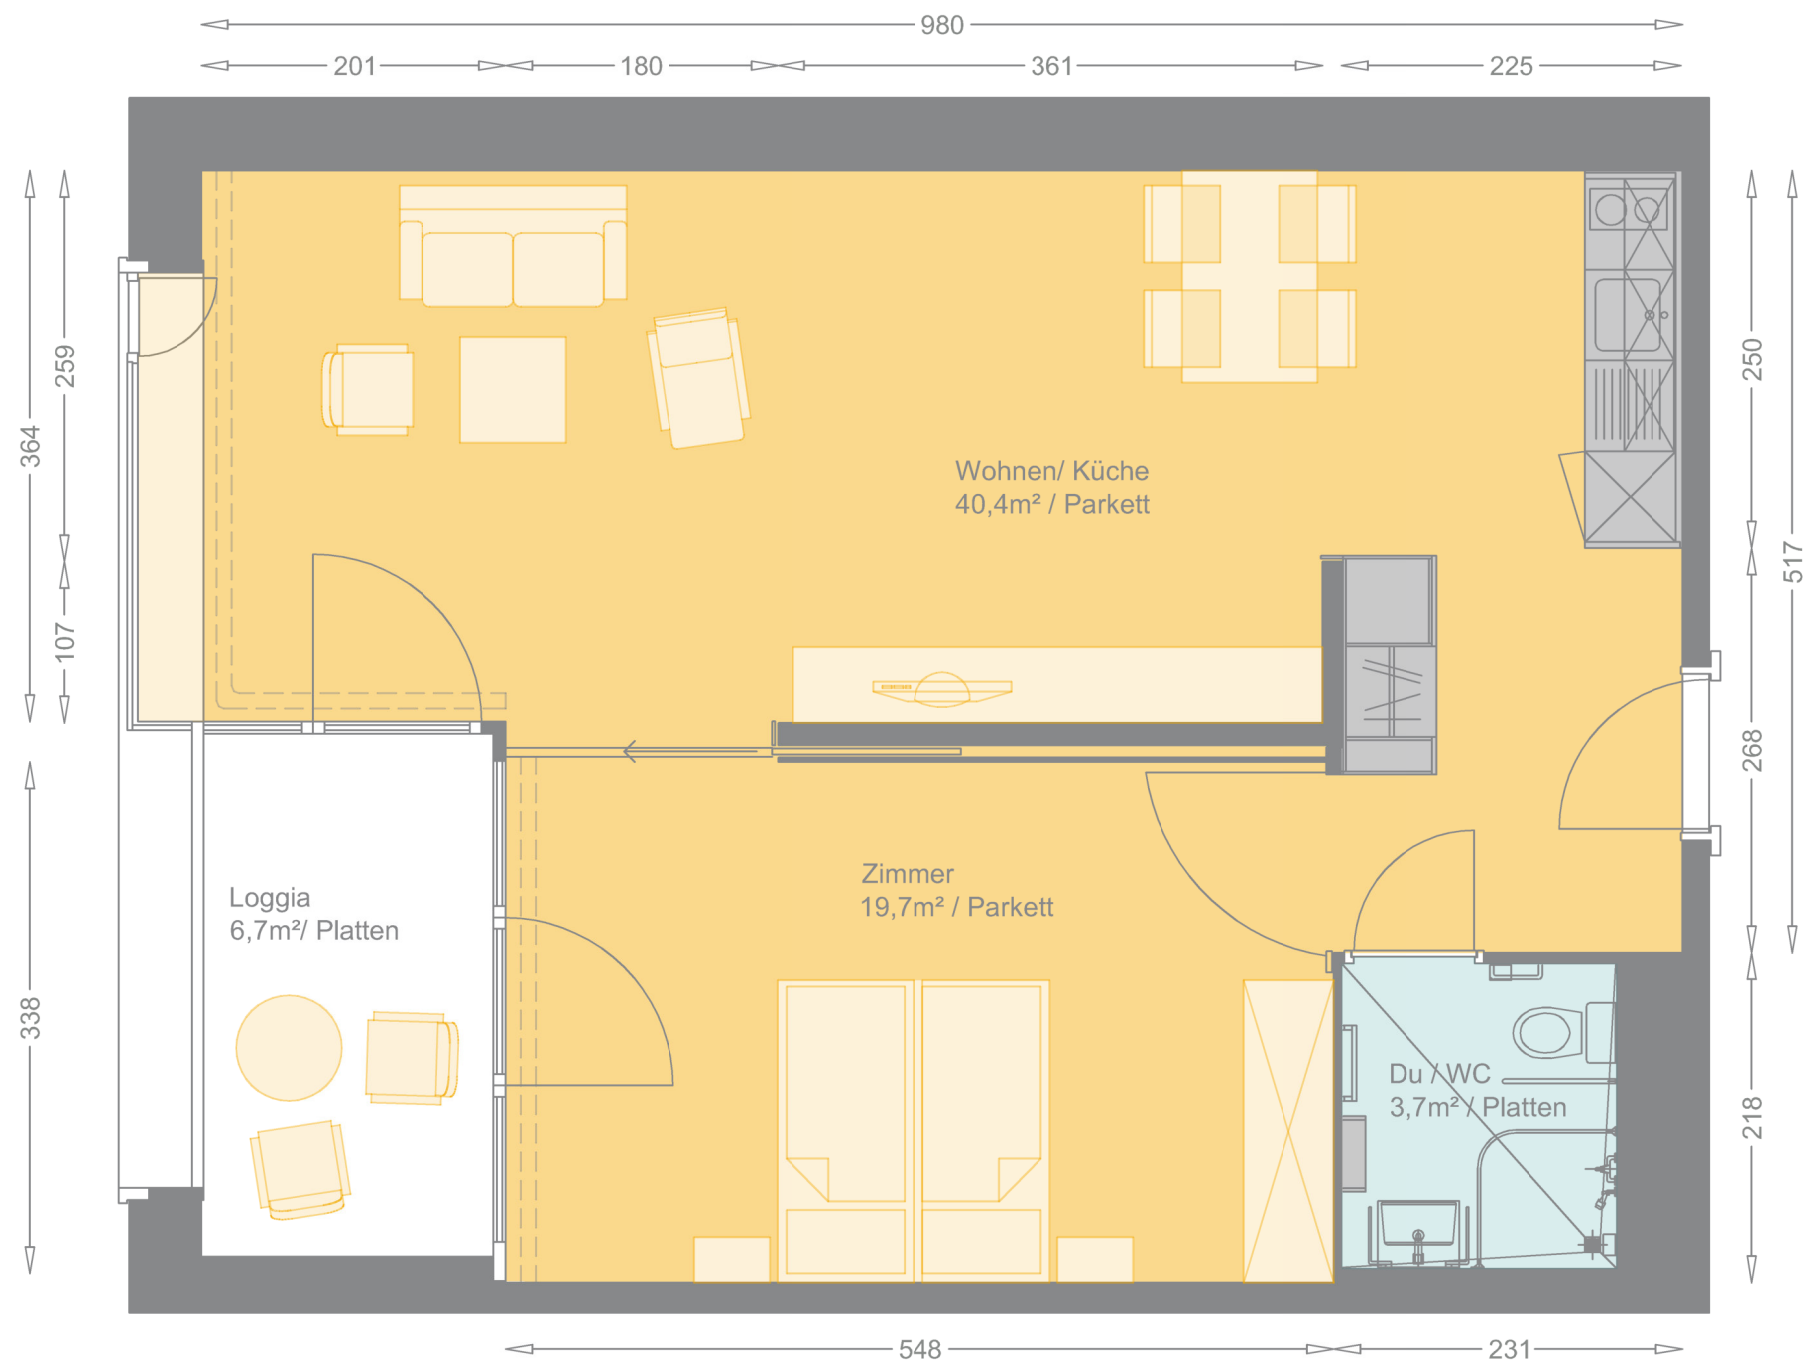 980
201
180
361
225
364
259
107
338
Wohnen/ Küche
40,4m² / Parkett
250
517
268
218
Zimmer
19,7m² / Parkett
Loggia
6,7m²/ Platten
Du / WC
3,7m² / Platten
548
231